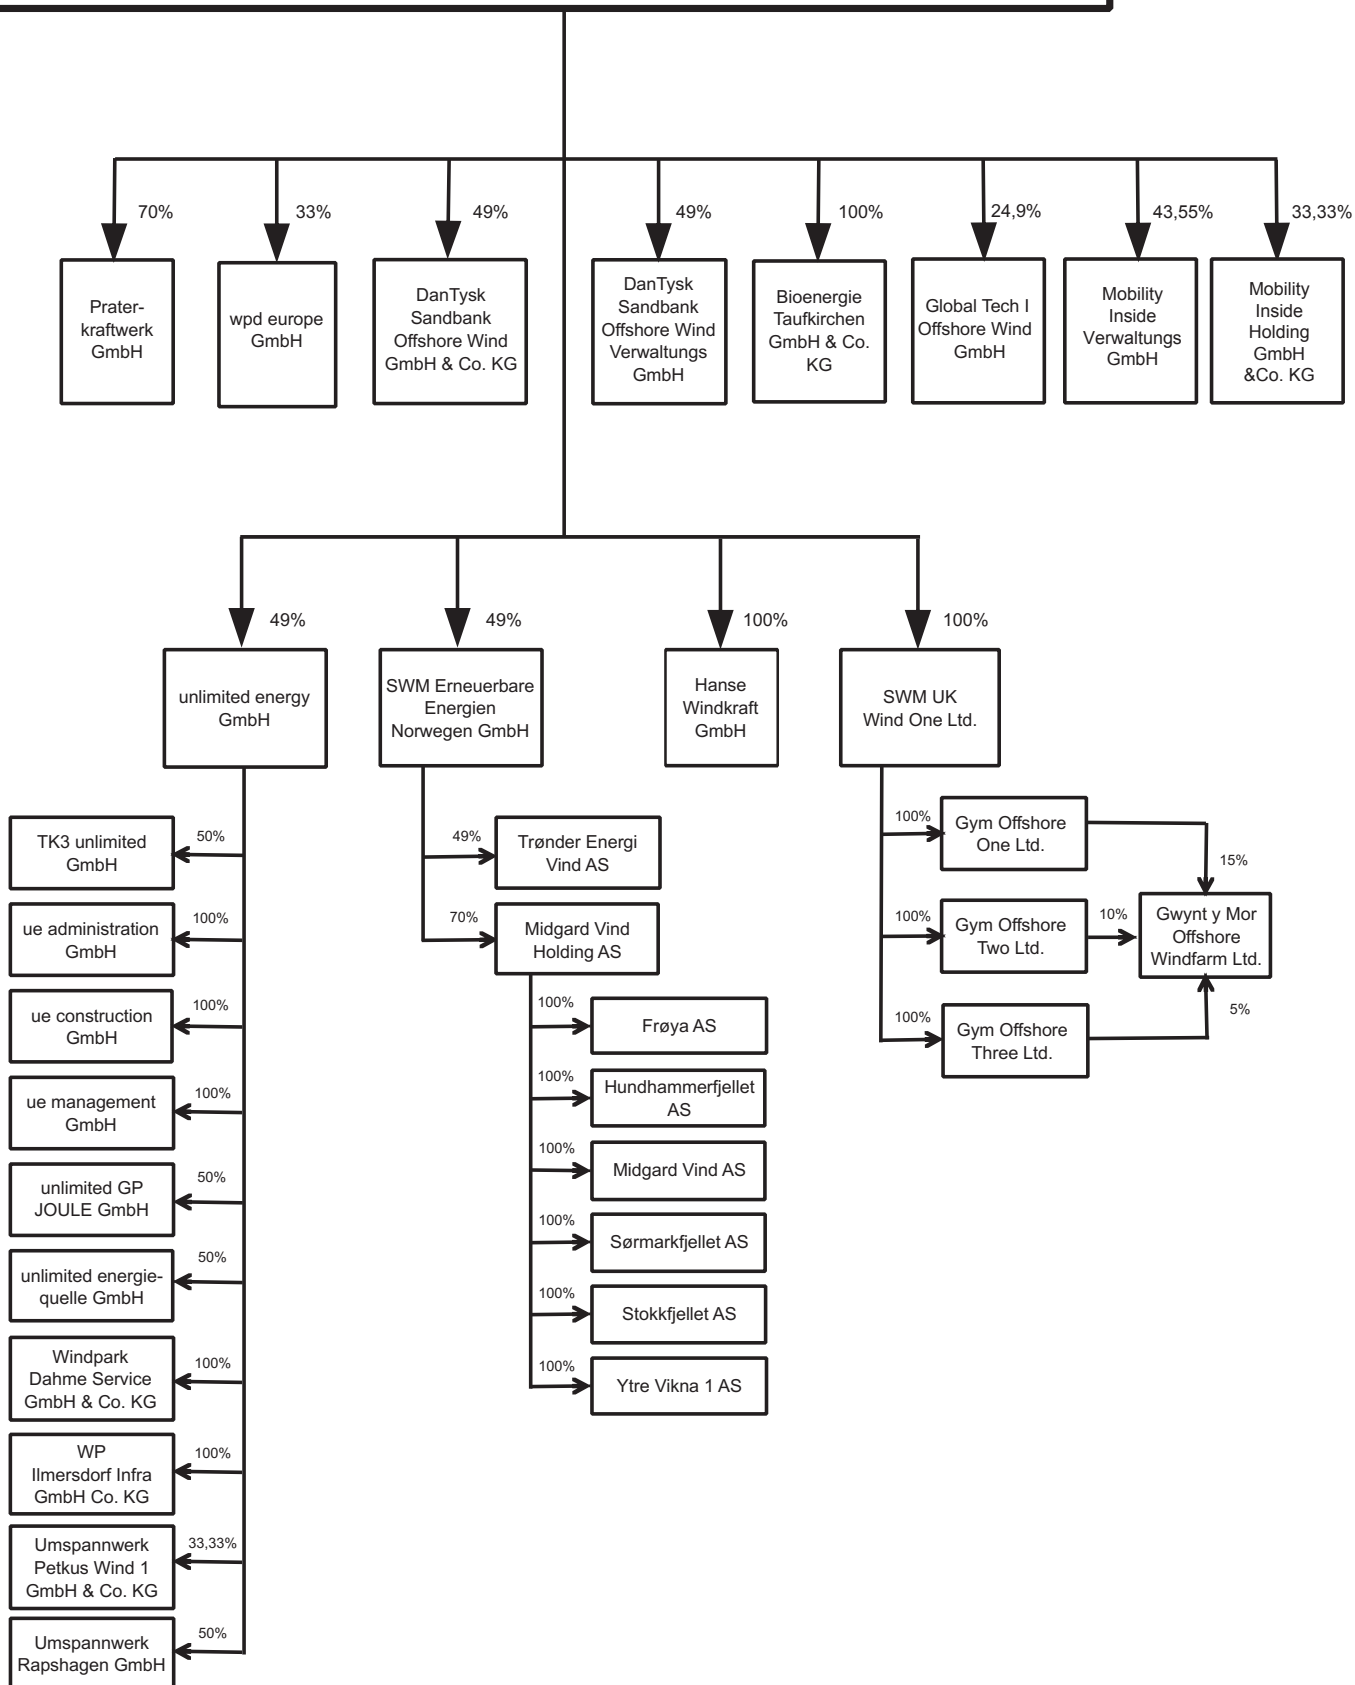 70%
33%
49%
49%
100%
24,9%
43,55%
33,33%
Prater-
kraftwerk
GmbH
wpd europe
GmbH
DanTysk
Sandbank
Offshore Wind
GmbH & Co. KG
DanTysk
Sandbank
Offshore Wind
Verwaltungs
GmbH
Bioenergie
Taufkirchen
GmbH & Co.
KG
Global Tech I
Offshore Wind
GmbH
Mobility
Inside
Verwaltungs
GmbH
Mobility
Inside
Holding
GmbH
&Co. KG
49%
49%
100%
100%
unlimited energy
GmbH
SWM Erneuerbare
Energien
Norwegen GmbH
Hanse
Windkraft
GmbH
SWM UK
Wind One Ltd.
50%
TK3 unlimited
GmbH
100%
ue administration
GmbH
100%
ue construction
GmbH
100%
ue management
GmbH
50%
unlimited GP
JOULE GmbH
50%
unlimited energie-
quelle GmbH
100%
Windpark
Dahme Service
GmbH & Co. KG
100%
WP
Ilmersdorf Infra
GmbH Co. KG
33,33%
Umspannwerk
Petkus Wind 1
GmbH & Co. KG
50%
Umspannwerk
Rapshagen GmbH
49%
Trønder Energi
Vind AS
70%
Midgard Vind
Holding AS
100%
Frøya AS
100%
Hundhammerfjellet
AS
100%
Midgard Vind AS
100%
Sørmarkfjellet AS
100%
Stokkfjellet AS
100%
Ytre Vikna 1 AS
100%
Gym Offshore
One Ltd.
15%
100%
Gym Offshore
Two Ltd.
10%
Gwynt y Mor
Offshore
Windfarm Ltd.
100%
Gym Offshore
Three Ltd.
5%